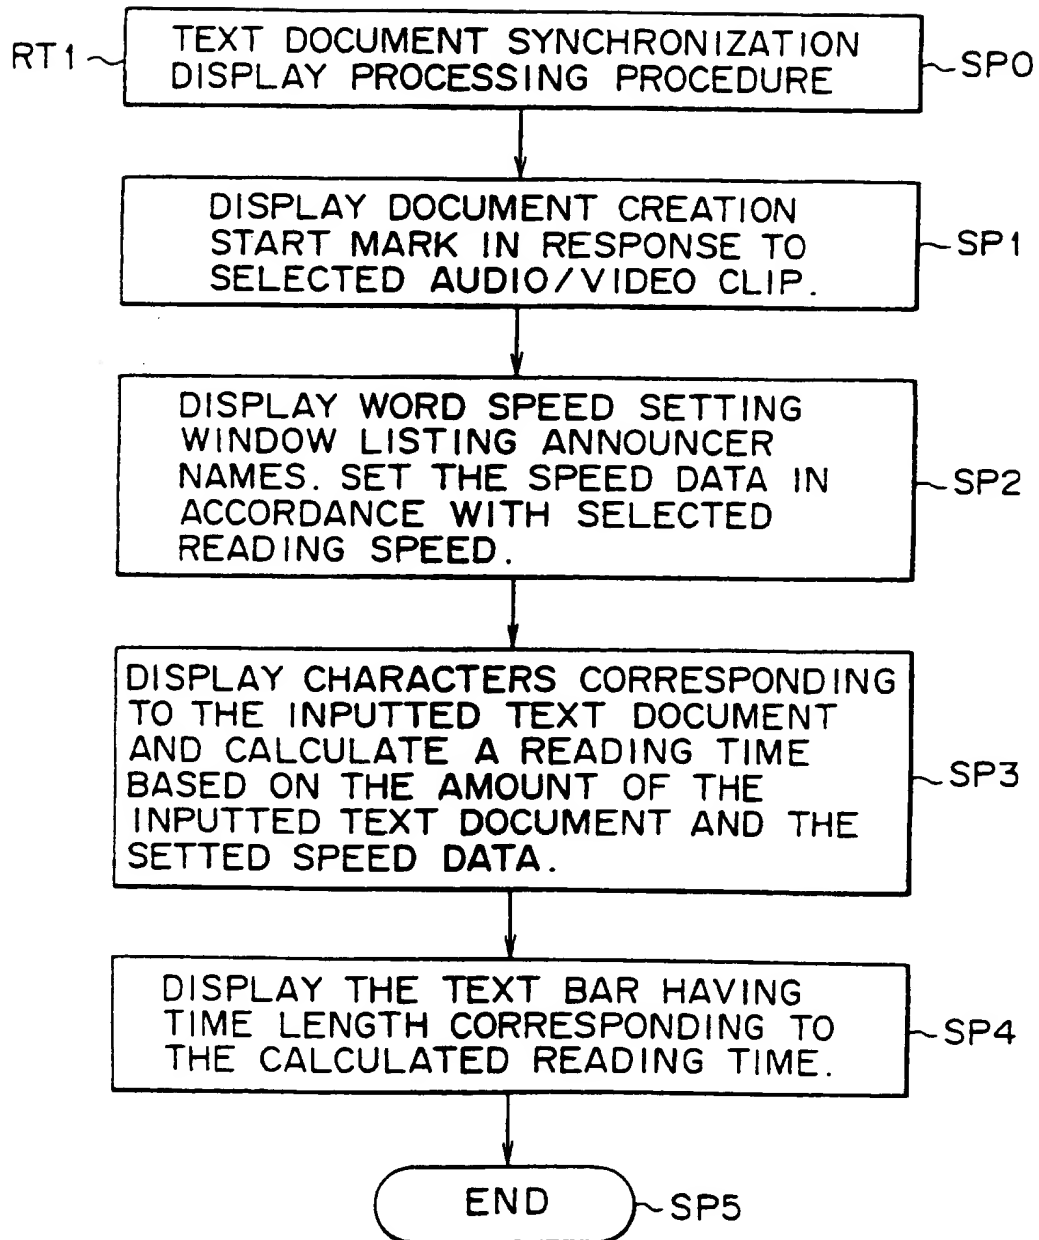 TEXT DOCUMENT SYNCHRONIZATION
RT1 DISPLAY PROCESSING PROCEDURE SP0
DISPLAY DOCUMENT CREATION
START MARK IN RESPONSE TO SP1
SELECTED AUDIO/VIDEO CLIP.
DISPLAY WORD SPEED SETTING
WINDOW LISTING ANNOUNCER
NAMES. SET THE SPEED DATA IN SP2
ACCORDANCE WITH SELECTED
READING SPEED.
DISPLAY CHARACTERS CORRESPONDING
TO THE INPUTTED TEXT DOCUMENT
AND CALCULATE A READING TIME
BASED ON THE AMOUNT OF THE SP3
INPUTTED TEXT DOCUMENT AND THE
SETTED SPEED DATA.
DISPLAY THE TEXT BAR HAVING
TIME LENGTH CORRESPONDING TO SP4
THE CALCULATED READING TIME.
END SP5